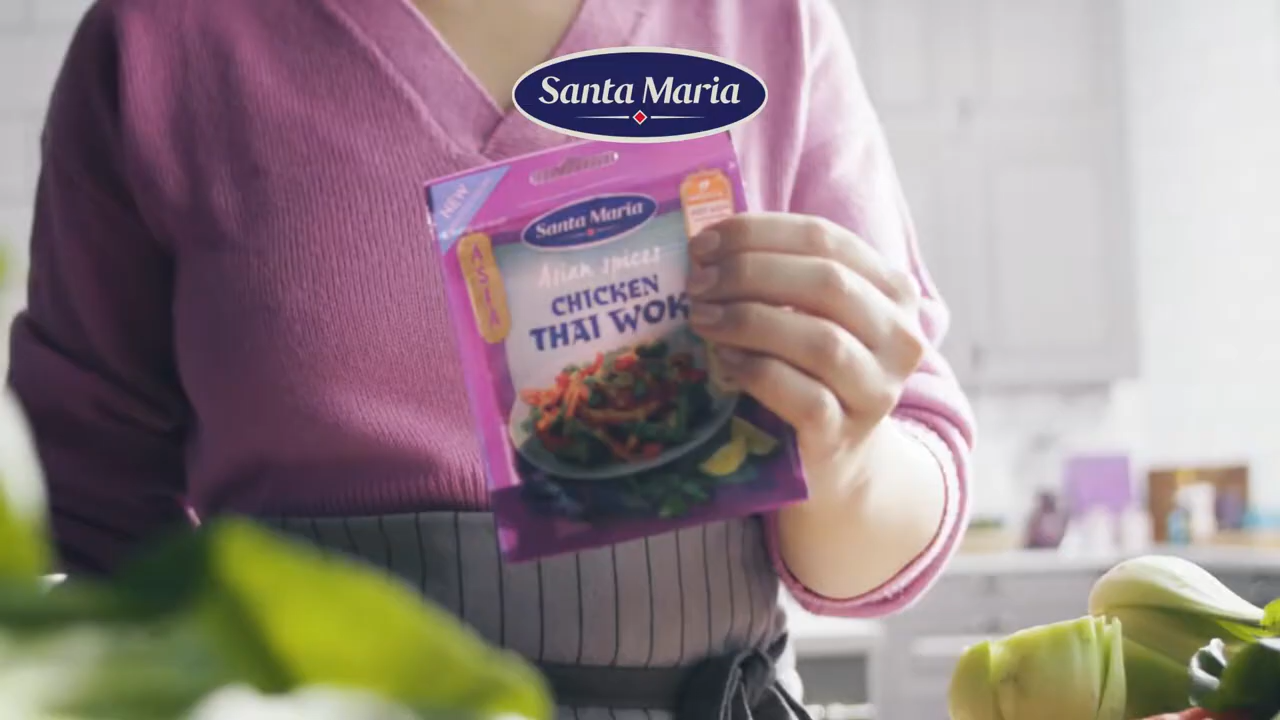 Santa Maria
NEW
Santa Maria
ASIA
Asian spices
CHICKEN
THAI WOK